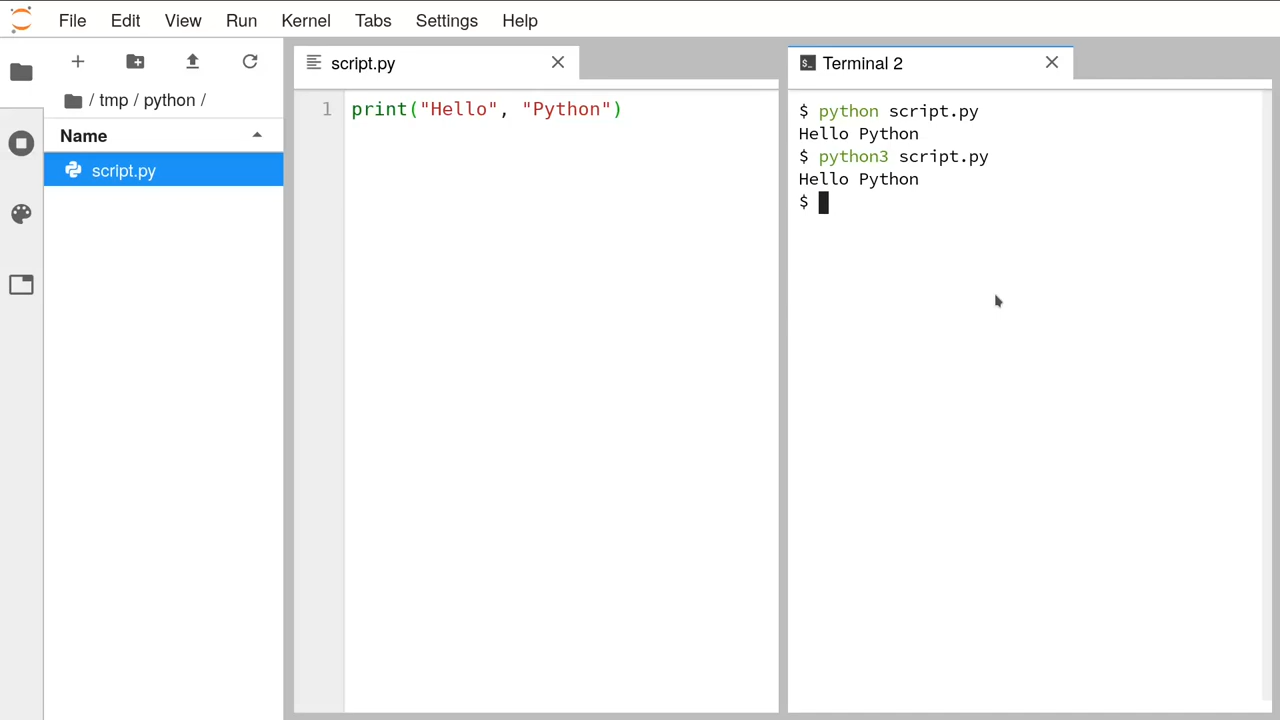 File Edit View Run Kernel Tabs Settings Help
/ tmp / python /
Name
script.py
script.py
1 print("Hello", "Python")
Terminal 2
$ python script.py
Hello Python
$ python3 script.py
Hello Python
$